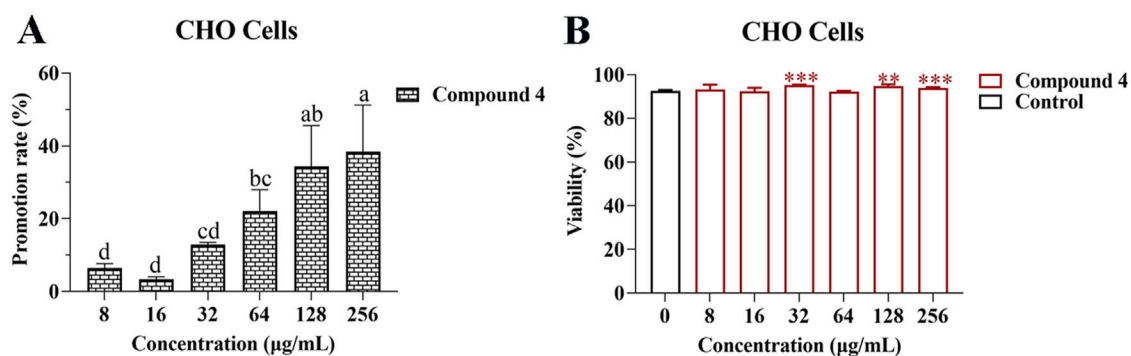 A
CHO Cells
Promotion rate (%)
60
40
20
0
d
d
cd
bc
ab
a
8 16 32 64 128 256
Concentration (µg/mL)
Compound 4
B
CHO Cells
Viability (%)
100
80
60
40
20
0
***
**
***
0 8 16 32 64 128 256
Concentration (µg/mL)
Compound 4
Control